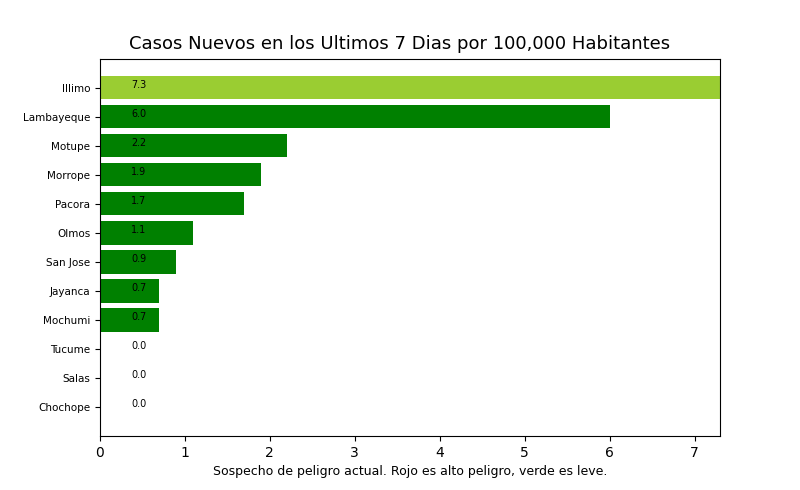 Casos Nuevos en los Ultimos 7 Dias por 100,000 Habitantes
Illimo 7.3
Lambayeque 6.0
Motupe 2.2
Morrope 1.9
Pacora 1.7
Olmos 1.1
San Jose 0.9
Jayanca 0.7
Mochumi 0.7
Tucume 0.0
Salas 0.0
Chochope 0.0
0 1 2 3 4 5 6 7
Sospecho de peligro actual. Rojo es alto peligro, verde es leve.